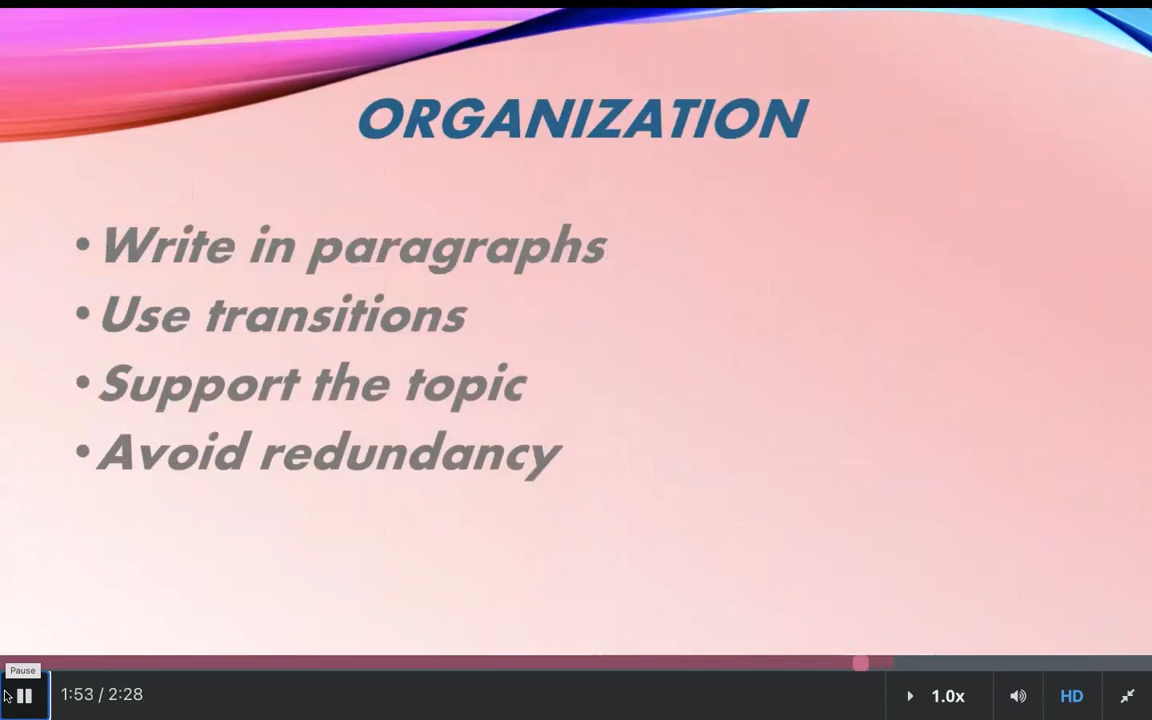 ORGANIZATION
• Write in paragraphs
• Use transitions
• Support the topic
• Avoid redundancy
Pause
1:53 / 2:28
1.0x
HD